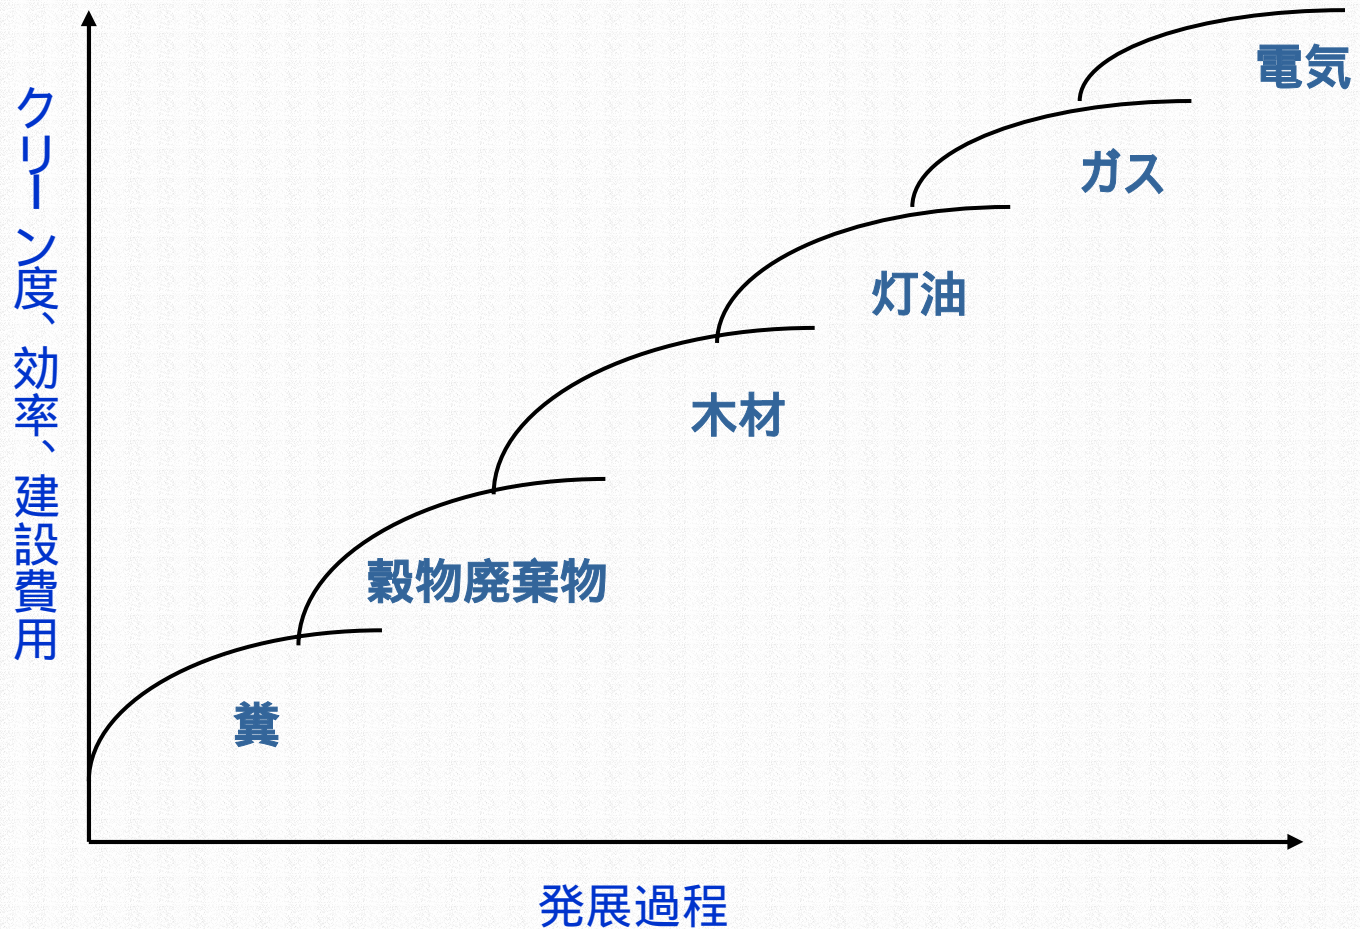 クリーン度、効率、建設費用
電気
ガス
灯油
木材
穀物廃棄物
糞
発展過程